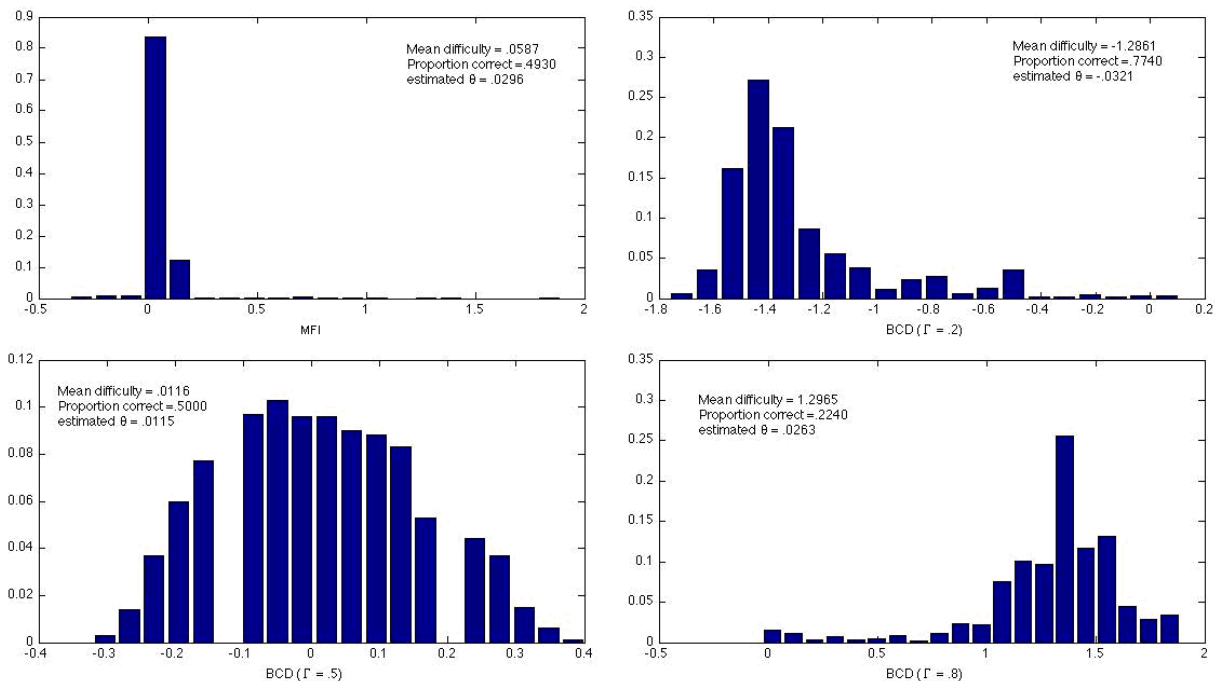 0.9
0.8
0.7
0.6
0.5
0.4
0.3
0.2
0.1
0
-0.5 0 0.5 1 1.5 2
MFI
Mean difficulty = .0587
Proportion correct =.4930
estimated θ = .0296
0.35
0.3
0.25
0.2
0.15
0.1
0.05
0
-1.8 -1.6 -1.4 -1.2 -1 -0.8 -0.6 -0.4 -0.2 0 0.2
BCD ( Γ = .2)
Mean difficulty = -1.2861
Proportion correct =.7740
estimated θ = -.0321
0.12
0.1
0.08
0.06
0.04
0.02
0
-0.4 -0.3 -0.2 -0.1 0 0.1 0.2 0.3 0.4
BCD ( Γ = .5)
Mean difficulty = .0116
Proportion correct =.5000
estimated θ = .0115
0.35
0.3
0.25
0.2
0.15
0.1
0.05
0
-0.5 0 0.5 1 1.5 2
BCD ( Γ = .8)
Mean difficulty = 1.2965
Proportion correct =.2240
estimated θ = .0263